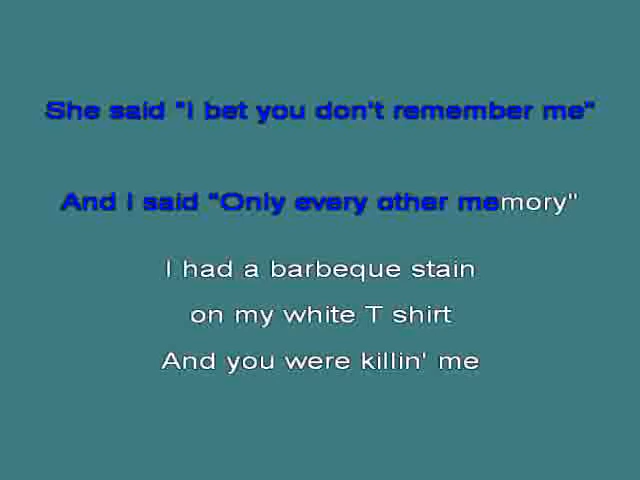 She said "I bet you don't remember me"
And I said "Only every other memory"
I had a barbeque stain
on my white T shirt
And you were killin' me